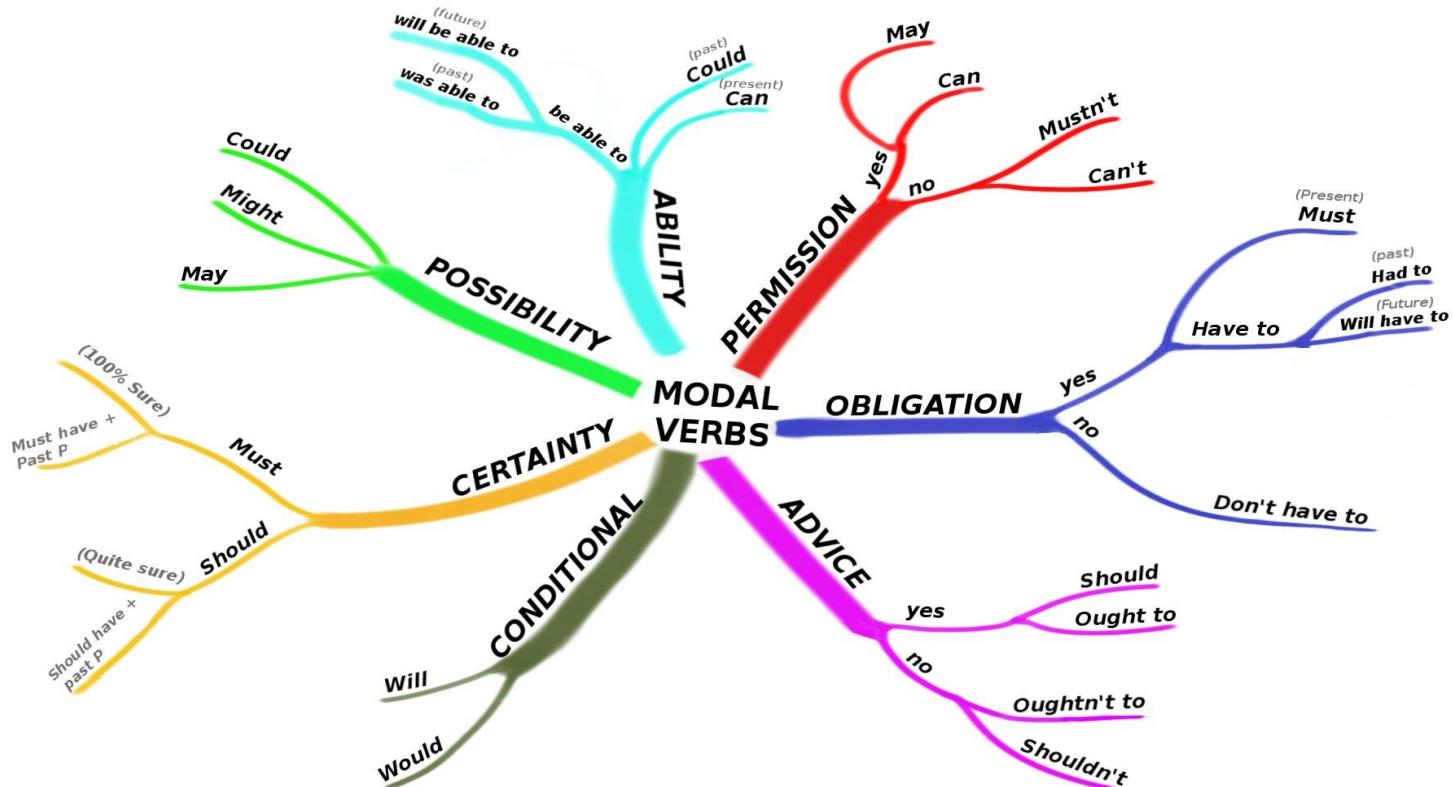 MODAL
VERBS
ABILITY
be able to
(future)
will be able to
(past)
was able to
(past)
Could
(present)
Can
PERMISSION
yes
May
Can
no
Mustn't
Can't
OBLIGATION
yes
(Present)
Must
Have to
(past)
Had to
(Future)
Will have to
no
Don't have to
ADVICE
yes
Should
Ought to
no
Oughtn't to
Shouldn't
CONDITIONAL
Will
Would
CERTAINTY
Must
(100% Sure)
Must have +
Past P
Should
(Quite sure)
Should have +
past P
POSSIBILITY
Could
Might
May